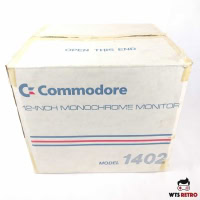 OPEN THIS END
Commodore
12-INCH MONOCHROME MONITOR
MODEL 1402
WTS RETRO